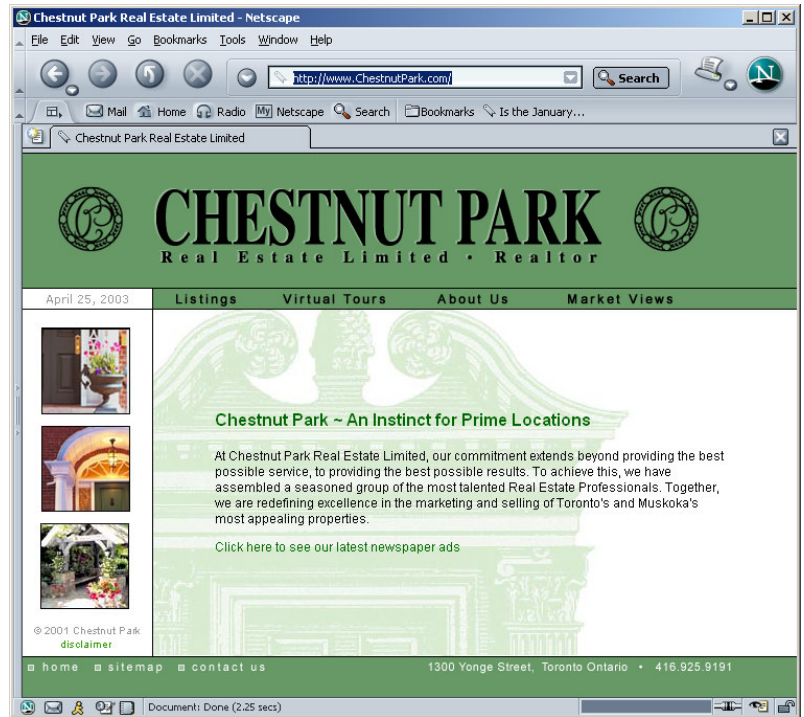 Chestnut Park Real Estate Limited - Netscape
File Edit View Go Bookmarks Tools Window Help
http://www.ChestnutPark.com/ Search N
Mail Home Radio My Netscape Search Bookmarks Is the January...
Chestnut Park Real Estate Limited
CHESTNUT PARK
Real Estate Limited • Realtor
April 25, 2003 Listings Virtual Tours About Us Market Views
Chestnut Park ~ An Instinct for Prime Locations
At Chestnut Park Real Estate Limited, our commitment extends beyond providing the best
possible service, to providing the best possible results. To achieve this, we have
assembled a seasoned group of the most talented Real Estate Professionals. Together,
we are redefining excellence in the marketing and selling of Toronto's and Muskoka's
most appealing properties.
Click here to see our latest newspaper ads
© 2001 Chestnut Park
disclaimer
home sitemap contact us 1300 Yonge Street, Toronto Ontario • 416.925.9191
Document: Done (2.25 secs)